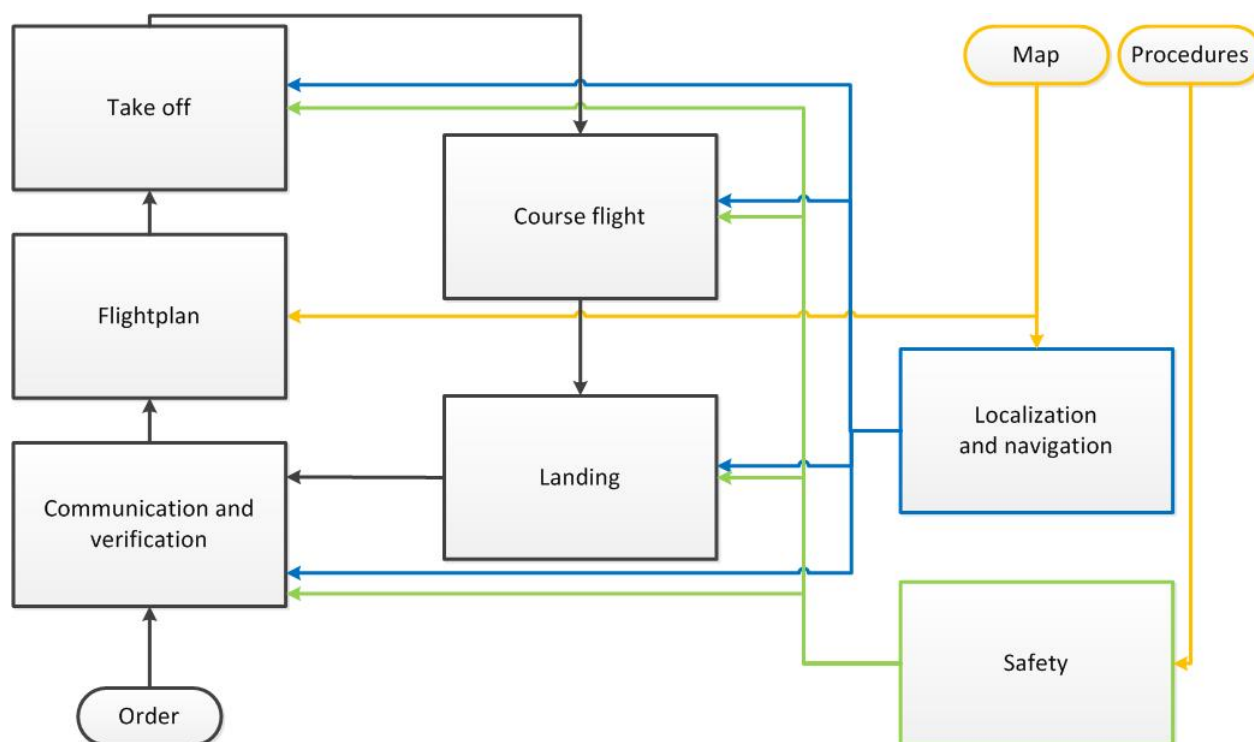 Take off
Map
Procedures
Course flight
Flightplan
Localization
and navigation
Landing
Communication and
verification
Safety
Order